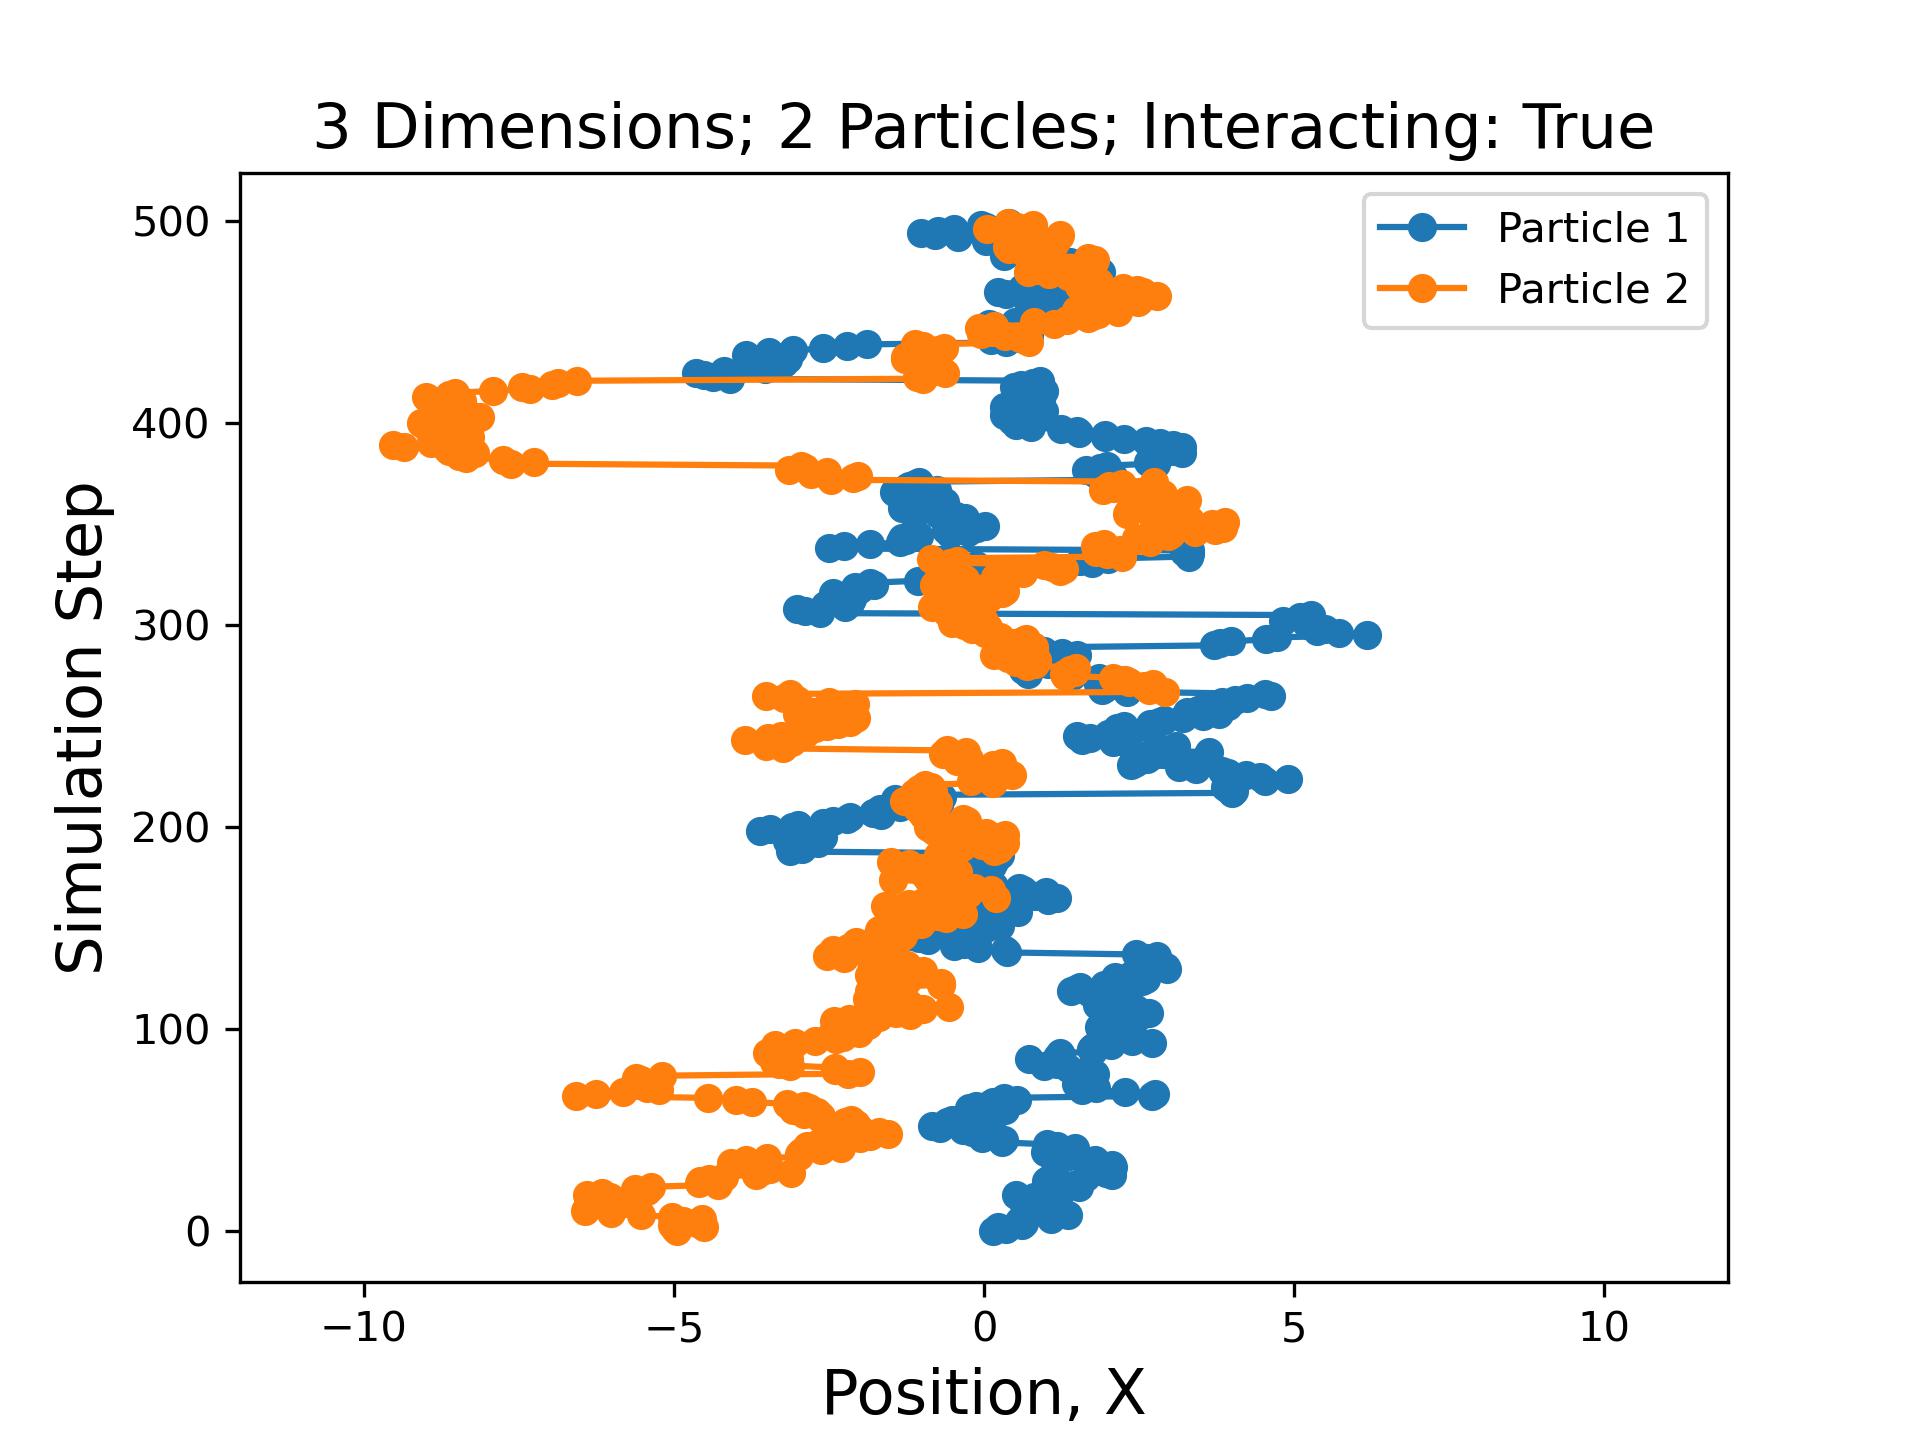 3 Dimensions; 2 Particles; Interacting: True
Particle 1
Particle 2
Simulation Step
500
400
300
200
100
0
−10
−5
0
5
10
Position, X